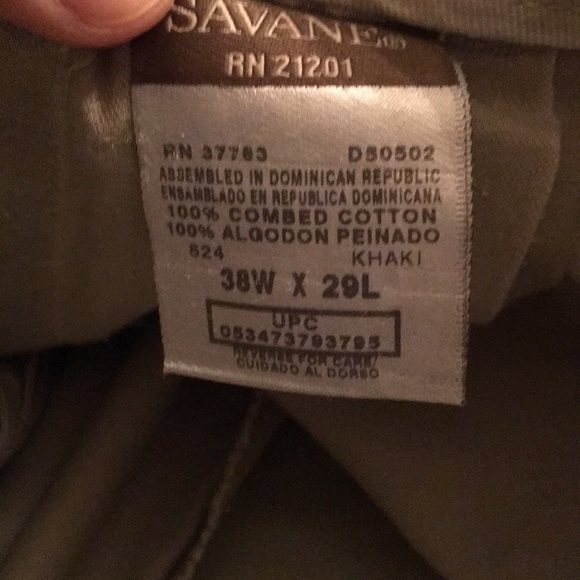 SAVANE®
RN 21201
RN 37763 D50502
ASSEMBLED IN DOMINICAN REPUBLIC
ENSAMBLADO EN REPUBLICA DOMINICANA
100% COMBED COTTON
100% ALGODON PEINADO
624 KHAKI
38W X 29L
UPC
053473793795
REVERSE FOR CARE/
CUIDADO AL DORSO